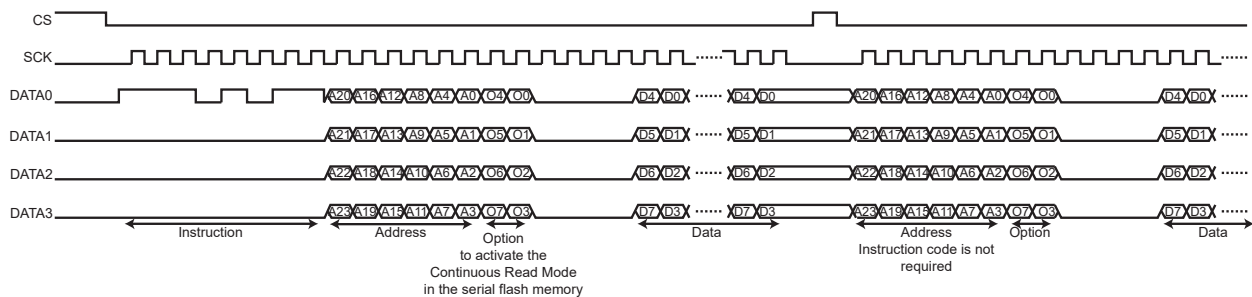 CS
SCK
DATA0 A20 A16 A12 A8 A4 A0 O4 O0 D4 D0 D4 D0 A20 A16 A12 A8 A4 A0 O4 O0 D4 D0
DATA1 A21 A17 A13 A9 A5 A1 O5 O1 D5 D1 D5 D1 A21 A17 A13 A9 A5 A1 O5 O1 D5 D1
DATA2 A22 A18 A14 A10 A6 A2 O6 O2 D6 D2 D6 D2 A22 A18 A14 A10 A6 A2 O6 O2 D6 D2
DATA3 A23 A19 A15 A11 A7 A3 O7 O3 D7 D3 D7 D3 A23 A19 A15 A11 A7 A3 O7 O3 D7 D3
Instruction
Address
Option
to activate the
Continuous Read Mode
in the serial flash memory
Data
Address
Instruction code is not
required
Option
Data